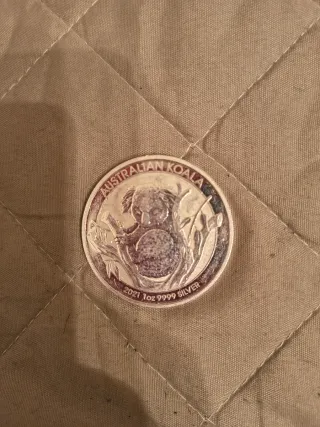 AUSTRALIAN KOALA
2021 1oz 9999 SILVER